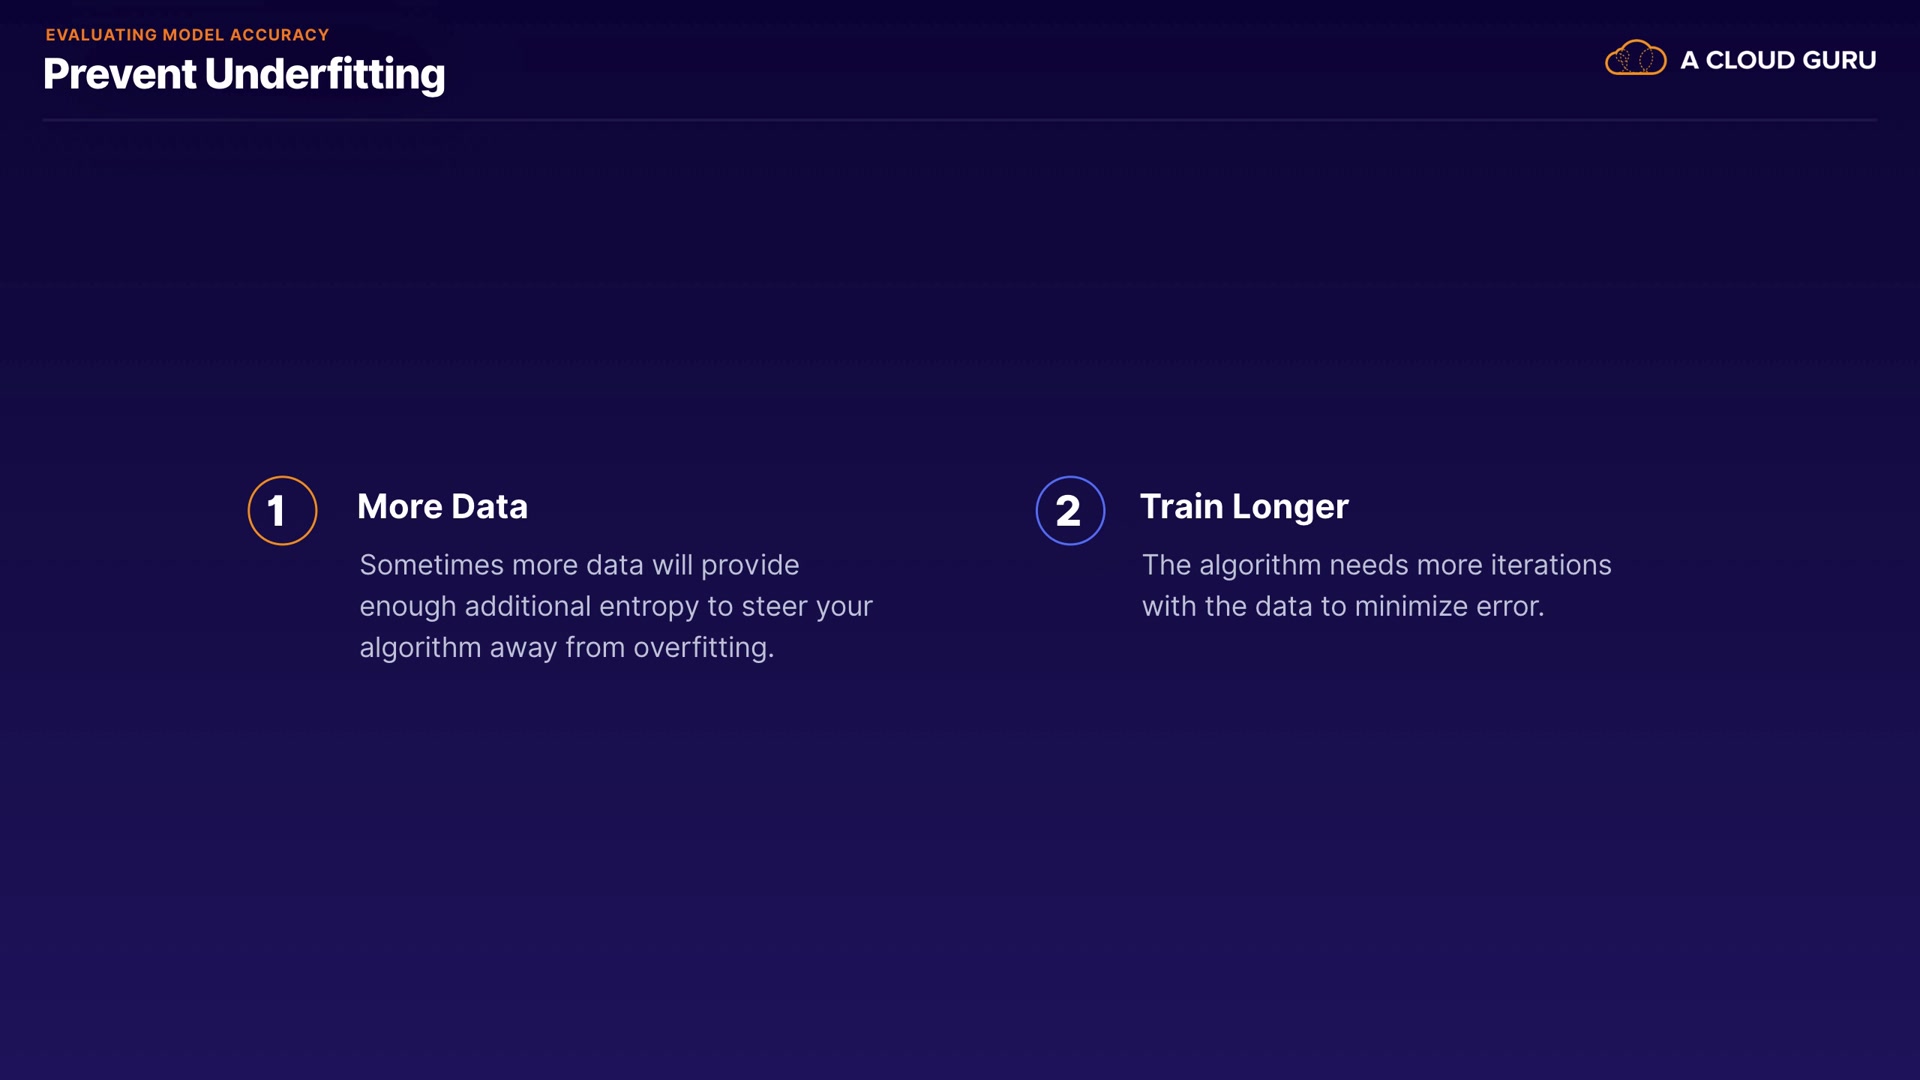 EVALUATING MODEL ACCURACY
Prevent Underfitting
A CLOUD GURU
1
More Data
Sometimes more data will provide
enough additional entropy to steer your
algorithm away from overfitting.
2
Train Longer
The algorithm needs more iterations
with the data to minimize error.